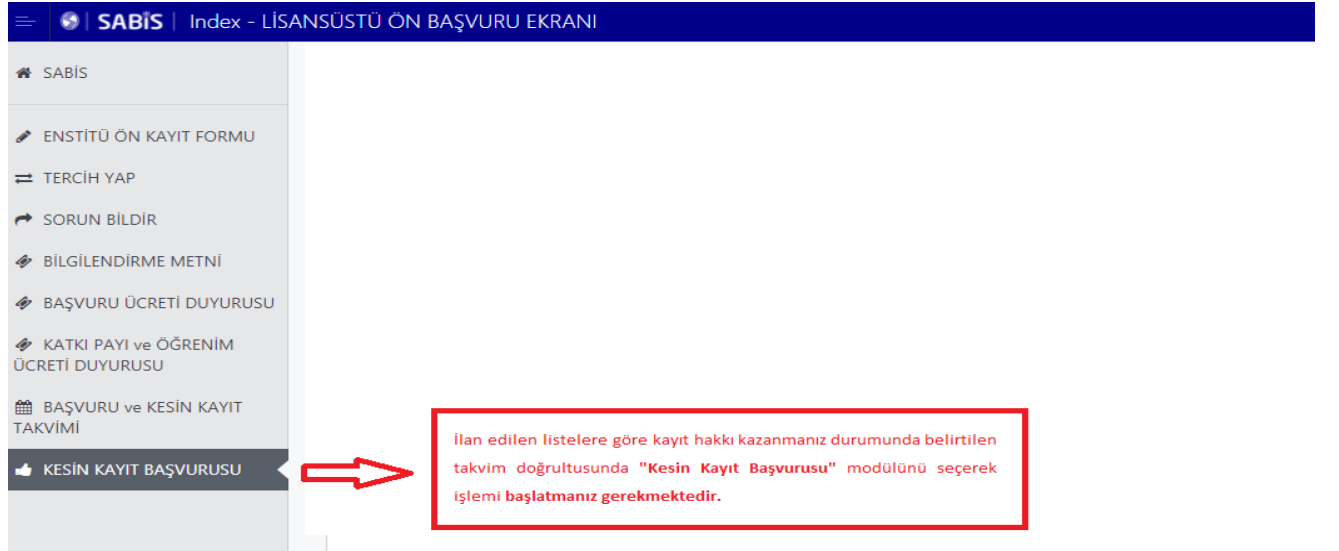 SABİS | Index - LİSANSÜSTÜ ÖN BAŞVURU EKRANI
SABİS
ENSTİTÜ ÖN KAYIT FORMU
TERCİH YAP
SORUN BİLDİR
BİLGİLENDİRME METNİ
BAŞVURU ÜCRETİ DUYURUSU
KATKI PAYI ve ÖĞRENİM
ÜCRETİ DUYURUSU
BAŞVURU ve KESİN KAYIT
TAKVİMİ
KESİN KAYIT BAŞVURUSU
İlan edilen listelere göre kayıt hakkı kazanmanız durumunda belirtilen
takvim doğrultusunda "Kesin Kayıt Başvurusu" modülünü seçerek
işlemi başlatmanız gerekmektedir.